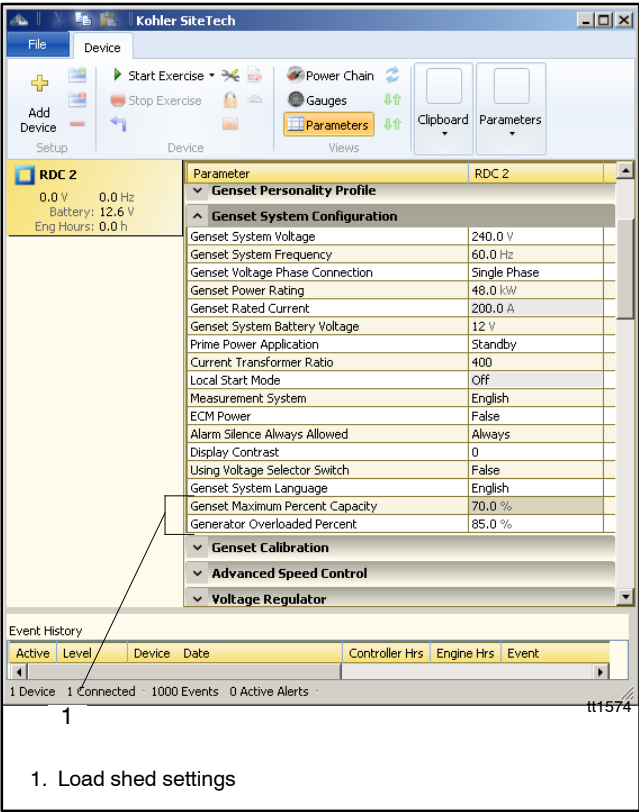 Kohler SiteTech
File Device
Add Device
Setup
Start Exercise
Stop Exercise
Device
Power Chain
Gauges
Parameters
Views
Clipboard
Parameters
RDC 2
0.0 V 0.0 Hz
Battery: 12.6 V
Eng Hours: 0.0 h
Parameter RDC 2
Genset Personality Profile
Genset System Configuration
Genset System Voltage 240.0 V
Genset System Frequency 60.0 Hz
Genset Voltage Phase Connection Single Phase
Genset Power Rating 48.0 kW
Genset Rated Current 200.0 A
Genset System Battery Voltage 12 V
Prime Power Application Standby
Current Transformer Ratio 400
Local Start Mode Off
Measurement System English
ECM Power False
Alarm Silence Always Allowed Always
Display Contrast 0
Using Voltage Selector Switch False
Genset System Language English
Genset Maximum Percent Capacity 70.0 %
Generator Overloaded Percent 85.0 %
Genset Calibration
Advanced Speed Control
Voltage Regulator
Event History
Active Level Device Date Controller Hrs Engine Hrs Event
1 Device 1 Connected - 1000 Events 0 Active Alerts -
tt1574
1
1. Load shed settings